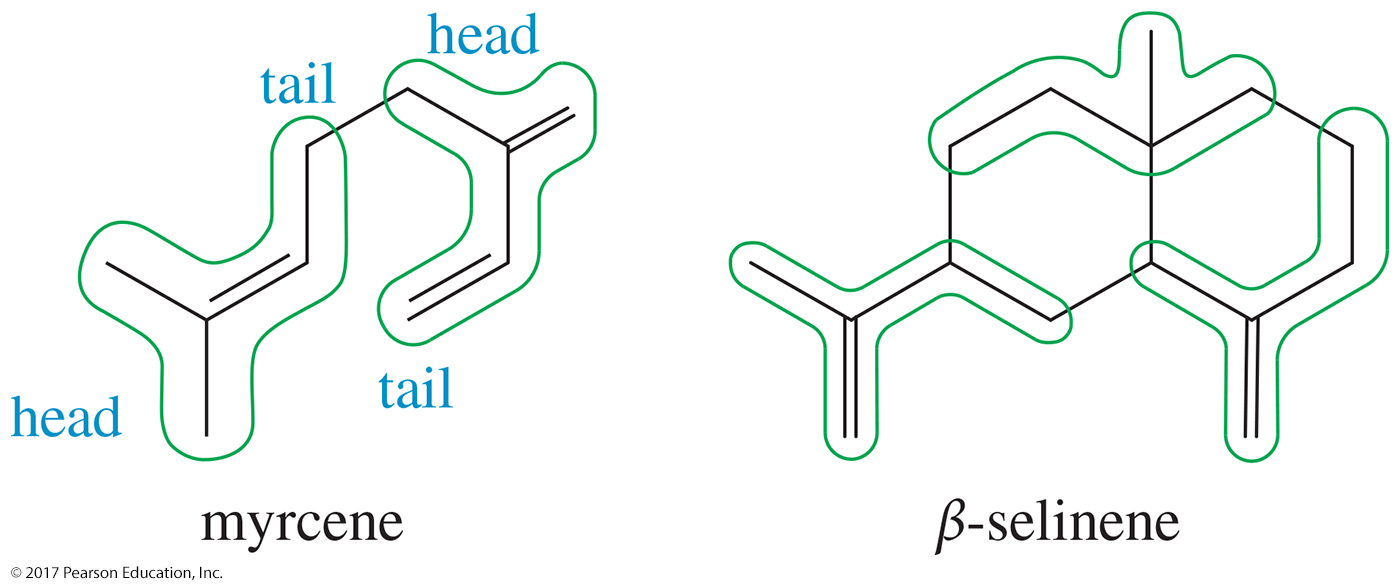 head
tail
tail
head
myrcene
β-selinene
© 2017 Pearson Education, Inc.